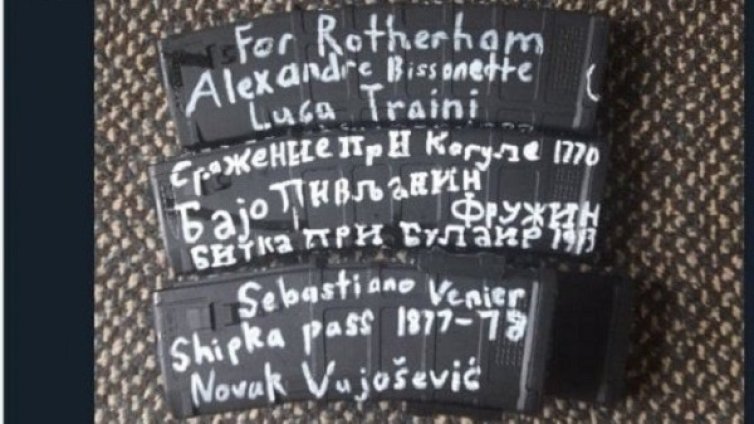 For Rotherham
Alexandre Bissonette
Luca Traini
Сражение при Кагуле 1770
Бајо Пивљанин
Фружин
Битка при Булаир 1913
Sebastiano Venier
Shipka pass 1877-78
Novak Vujošević